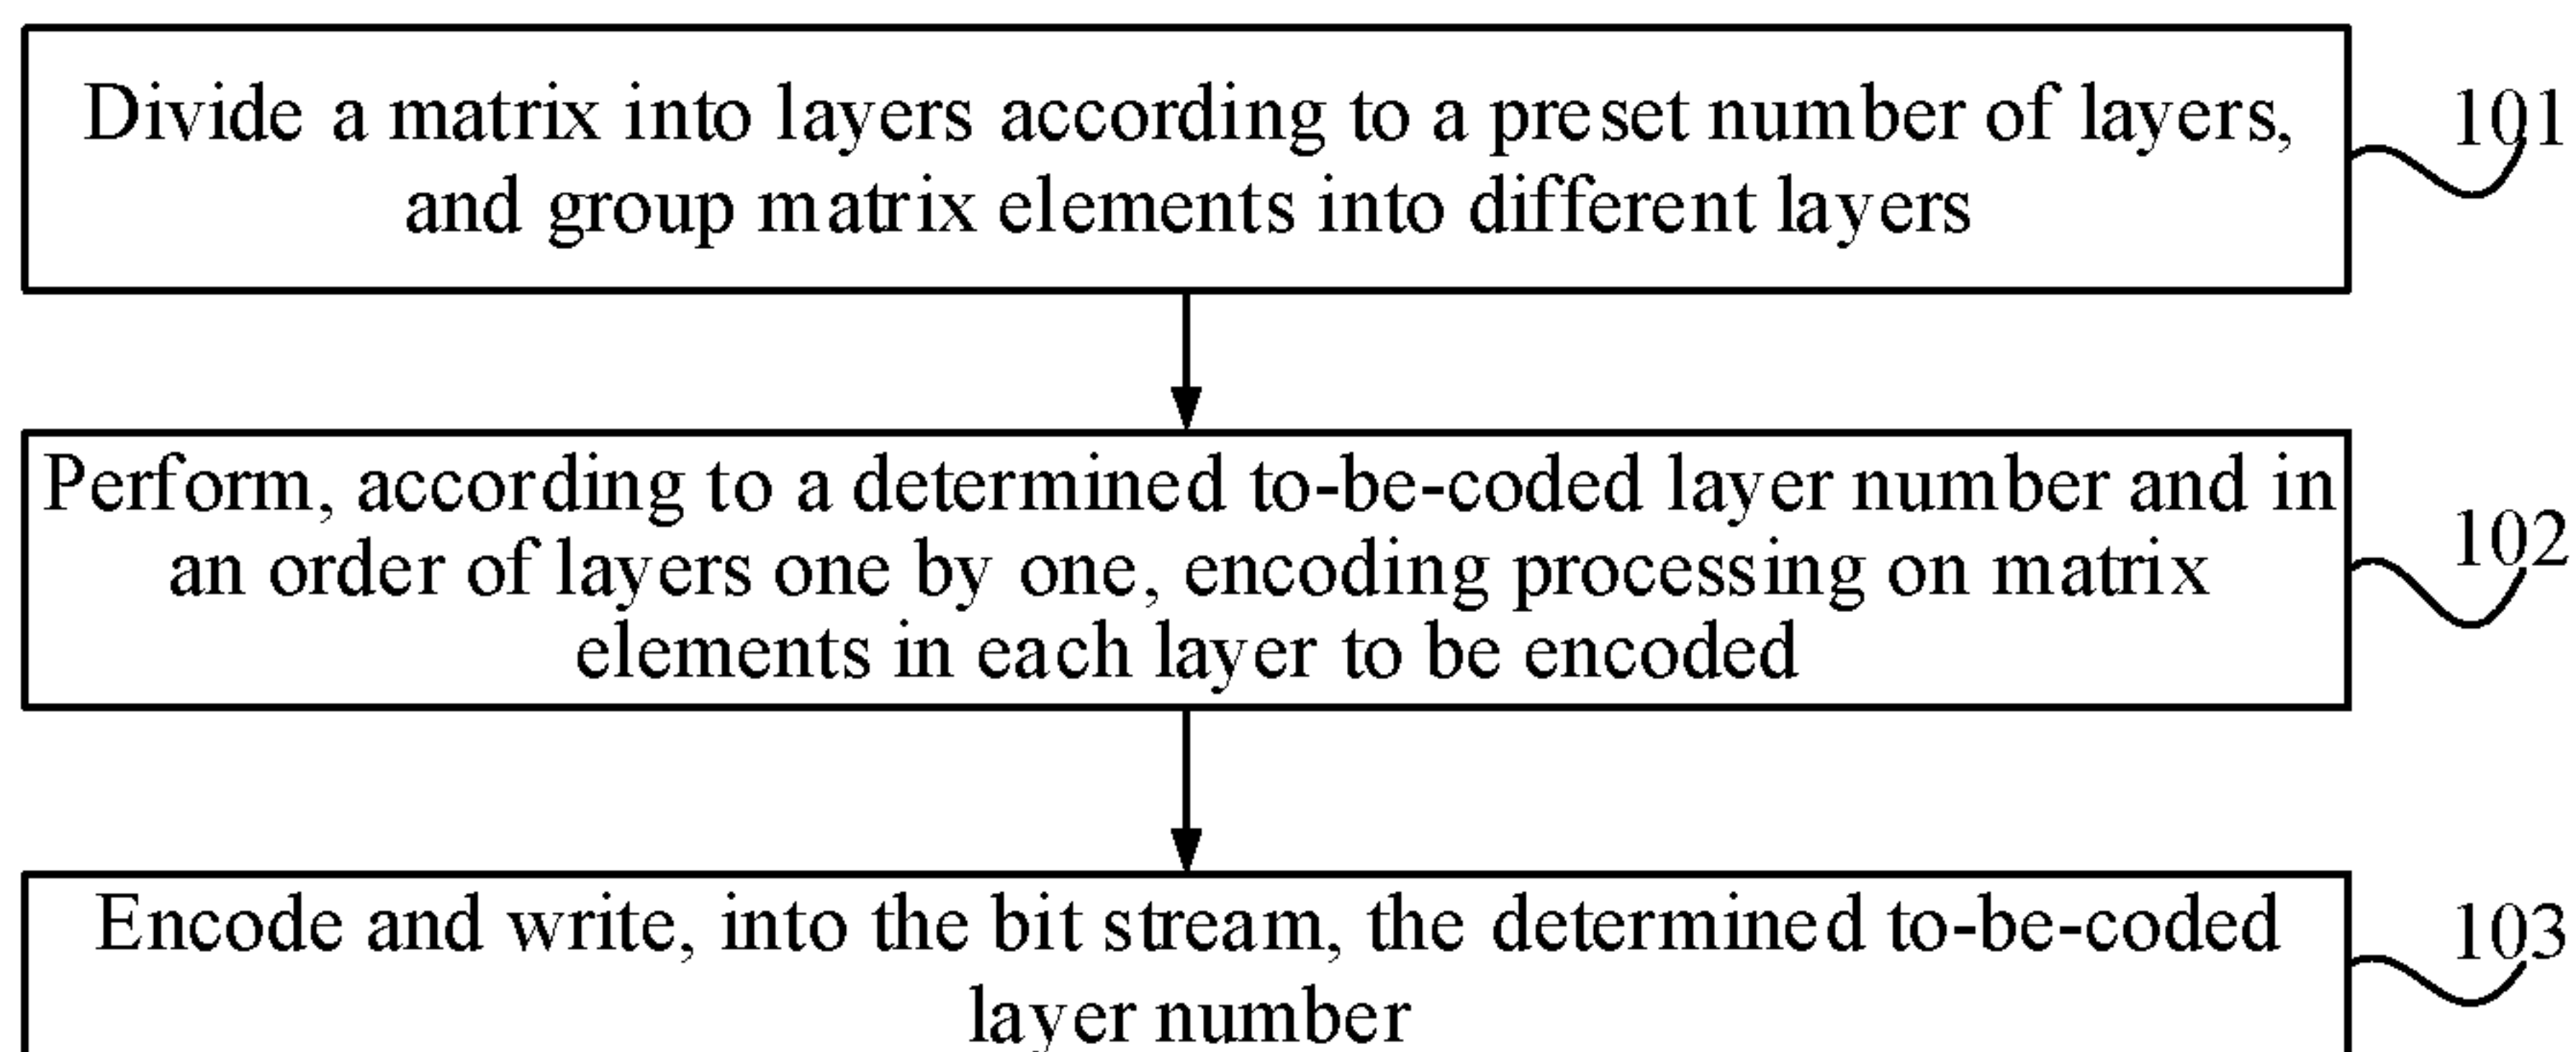 Divide a matrix into layers according to a preset number of layers,
and group matrix elements into different layers
101
Perform, according to a determined to-be-coded layer number and in
an order of layers one by one, encoding processing on matrix
elements in each layer to be encoded
102
Encode and write, into the bit stream, the determined to-be-coded
layer number
103